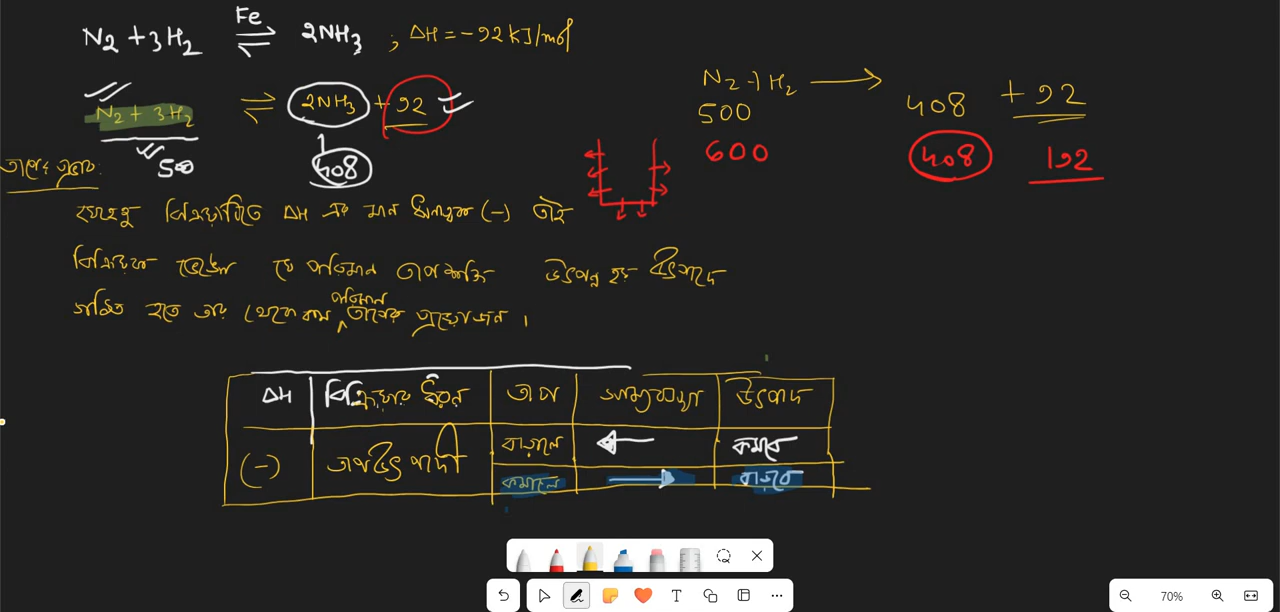 N₂ + 3H₂ ⇌ 2NH₃ ; ΔH = -92 kJ/mol
Fe
N₂ + 3H₂ ⇌ 2NH₃ + 92
500 408
N₂ + H₂ → 408 + 92
500
600 408 192
তাপের প্রভাব:
যেহেতু বিক্রিয়াটিতে ΔH এর মান ঋনাত্মক (-) তাই
বিক্রিয়ক যে পরিমান তাপশক্তি উৎপন্ন হয় উৎপাদে
হতে তার থেকে কম পরিমান তাপের প্রয়োজন ।
ΔH বিক্রিয়ার ধরন তাপ সাম্যাবস্থা উৎপাদ
(-) তাপউৎপাদী বাড়ালে ← কমবে
কমালে → বাড়বে
70%